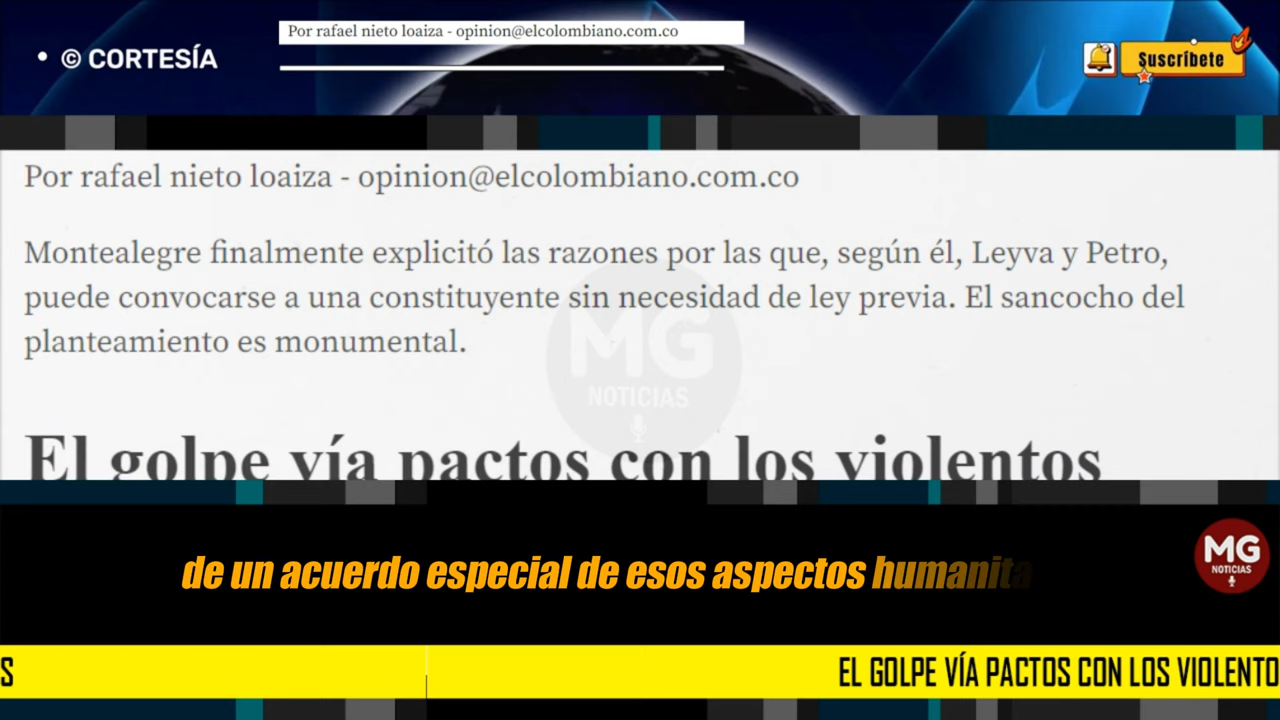 • © CORTESÍA
Por rafael nieto loaiza - opinion@elcolombiano.com.co
Suscríbete
Por rafael nieto loaiza - opinion@elcolombiano.com.co
Montealegre finalmente explicitó las razones por las que, según él, Leyva y Petro,
puede convocarse a una constituyente sin necesidad de ley previa. El sancocho del
planteamiento es monumental.
MG
NOTICIAS
El golpe vía pactos con los violentos
de un acuerdo especial de esos aspectos humanita
MG
NOTICIAS
S
EL GOLPE VÍA PACTOS CON LOS VIOLENTO